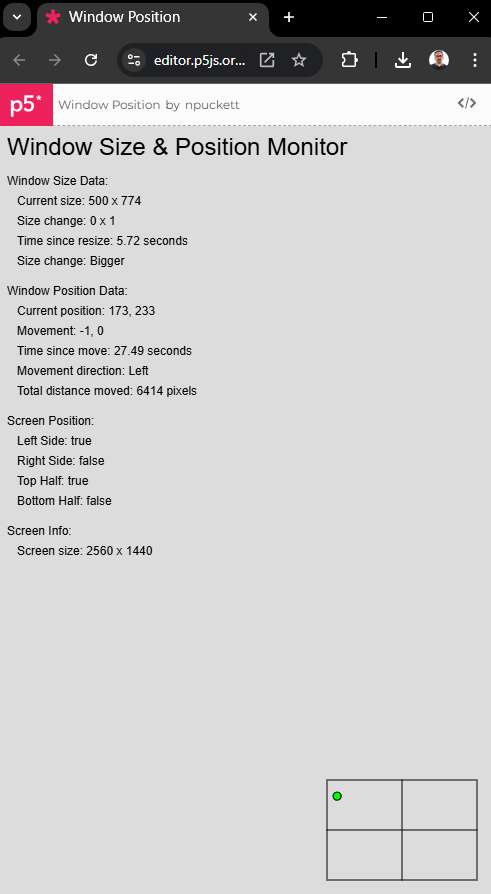 Window Position
editor.p5js.or...
p5* Window Position by npuckett </>
Window Size & Position Monitor
Window Size Data:
Current size: 500 x 774
Size change: 0 x 1
Time since resize: 5.72 seconds
Size change: Bigger
Window Position Data:
Current position: 173, 233
Movement: -1, 0
Time since move: 27.49 seconds
Movement direction: Left
Total distance moved: 6414 pixels
Screen Position:
Left Side: true
Right Side: false
Top Half: true
Bottom Half: false
Screen Info:
Screen size: 2560 x 1440